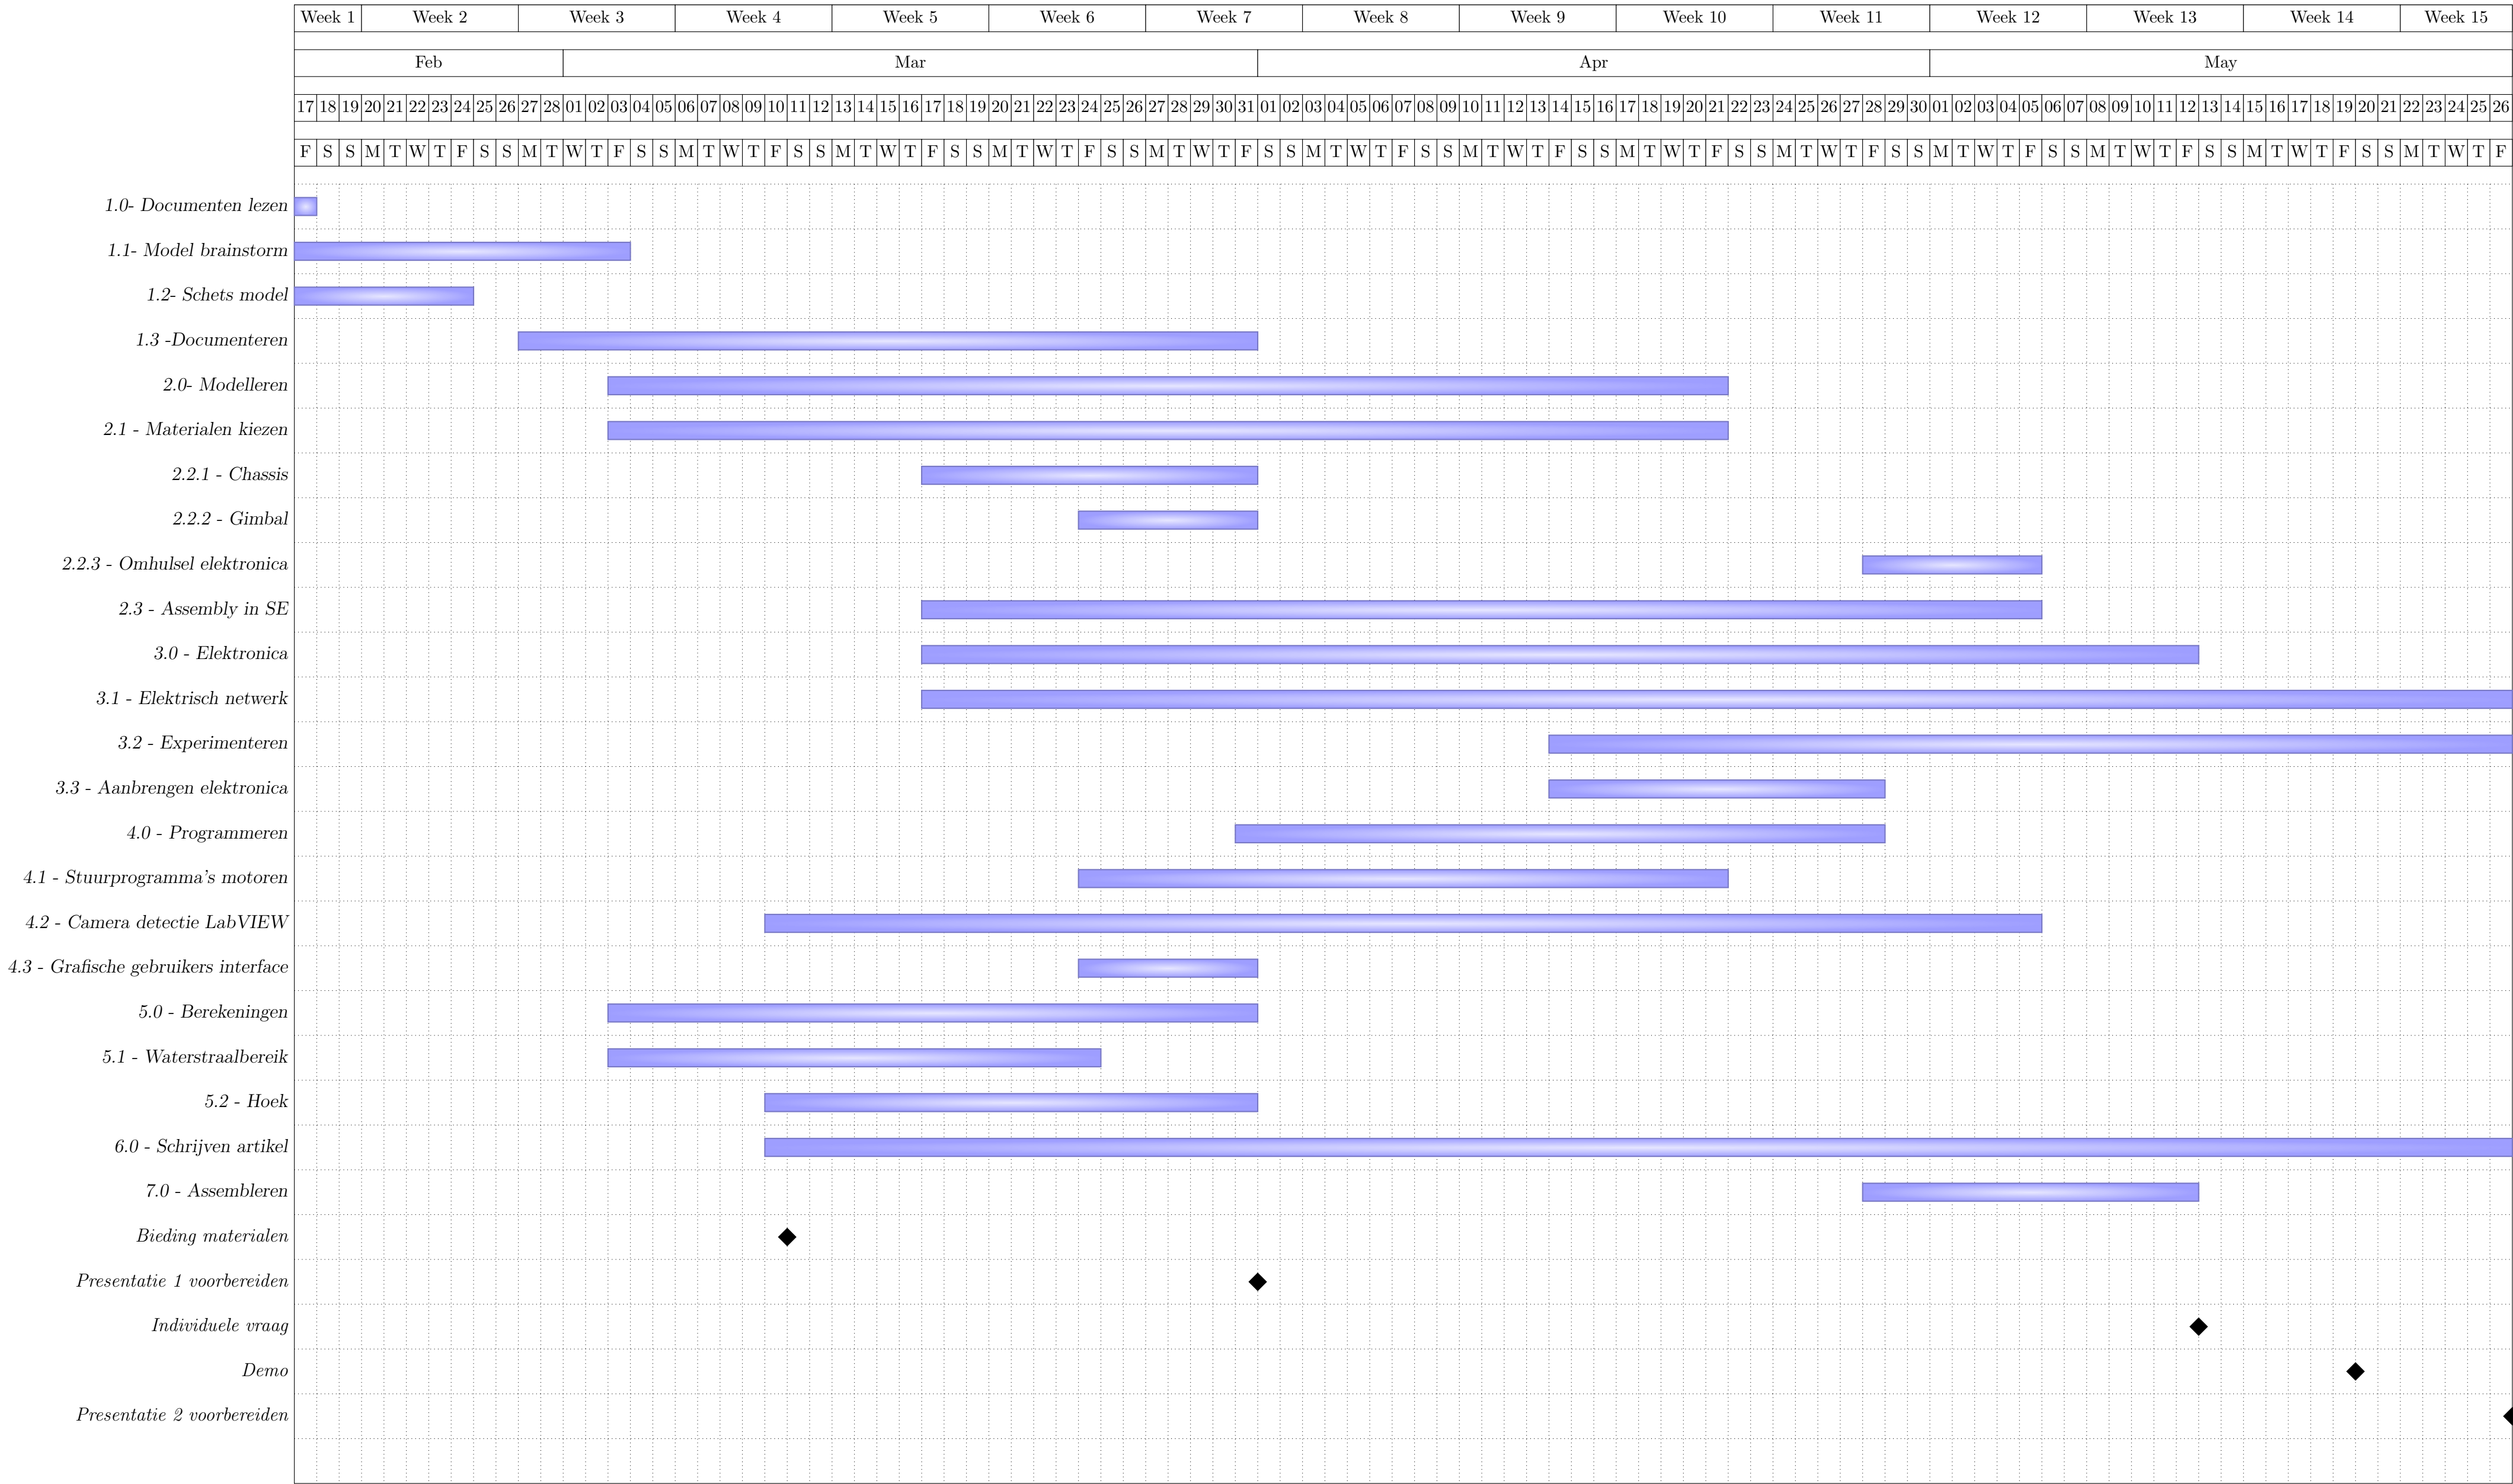 Week 1 Week 2 Week 3 Week 4 Week 5 Week 6 Week 7 Week 8 Week 9 Week 10 Week 11 Week 12 Week 13 Week 14 Week 15
Feb Mar Apr May
17 18 19 20 21 22 23 24 25 26 27 28 01 02 03 04 05 06 07 08 09 10 11 12 13 14 15 16 17 18 19 20 21 22 23 24 25 26 27 28 29 30 31 01 02 03 04 05 06 07 08 09 10 11 12 13 14 15 16 17 18 19 20 21 22 23 24 25 26 27 28 29 30 01 02 03 04 05 06 07 08 09 10 11 12 13 14 15 16 17 18 19 20 21 22 23 24 25 26
F S S M T W T F S S M T W T F S S M T W T F S S M T W T F S S M T W T F S S M T W T F S S M T W T F S S M T W T F S S M T W T F S S M T W T F S S M T W T F S S M T W T F S S M T W T F S S M T W T F
1.0- Documenten lezen
1.1- Model brainstorm
1.2- Schets model
1.3 -Documenteren
2.0- Modelleren
2.1 - Materialen kiezen
2.2.1 - Chassis
2.2.2 - Gimbal
2.2.3 - Omhulsel elektronica
2.3 - Assembly in SE
3.0 - Elektronica
3.1 - Elektrisch netwerk
3.2 - Experimenteren
3.3 - Aanbrengen elektronica
4.0 - Programmeren
4.1 - Stuurprogramma's motoren
4.2 - Camera detectie LabVIEW
4.3 - Grafische gebruikers interface
5.0 - Berekeningen
5.1 - Waterstraalbereik
5.2 - Hoek
6.0 - Schrijven artikel
7.0 - Assembleren
Bieding materialen
Presentatie 1 voorbereiden
Individuele vraag
Demo
Presentatie 2 voorbereiden